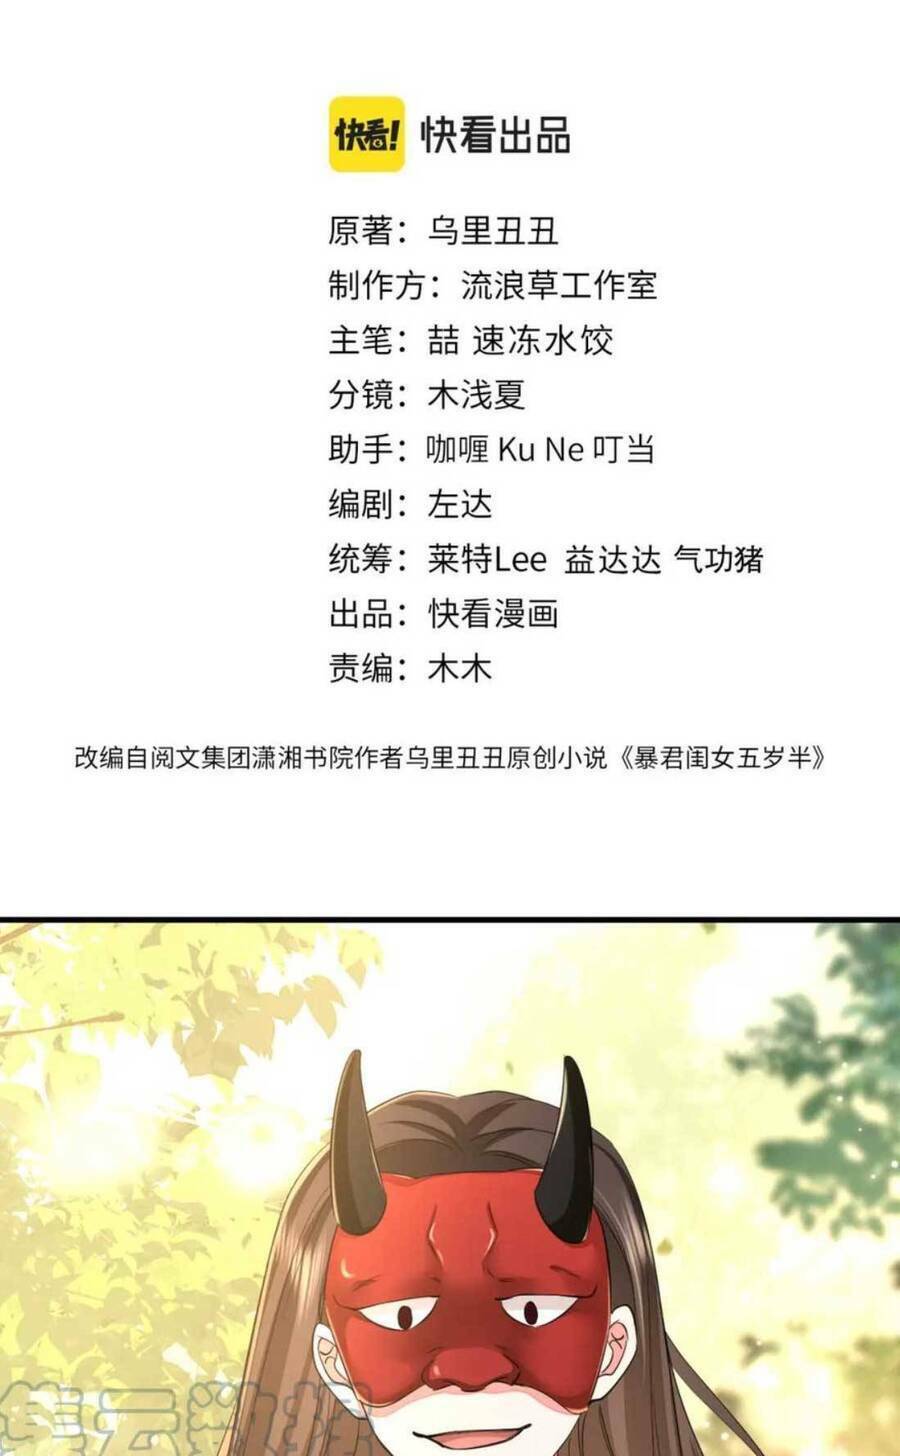 快看! 快看出品
原著：乌里丑丑
制作方：流浪草工作室
主笔：喆 速冻水饺
分镜：木浅夏
助手：咖喱 Ku Ne 叮当
编剧：左达
统筹：莱特Lee 益达达 气功猪
出品：快看漫画
责编：木木
改编自阅文集团潇湘书院作者乌里丑丑原创小说《暴君闺女五岁半》